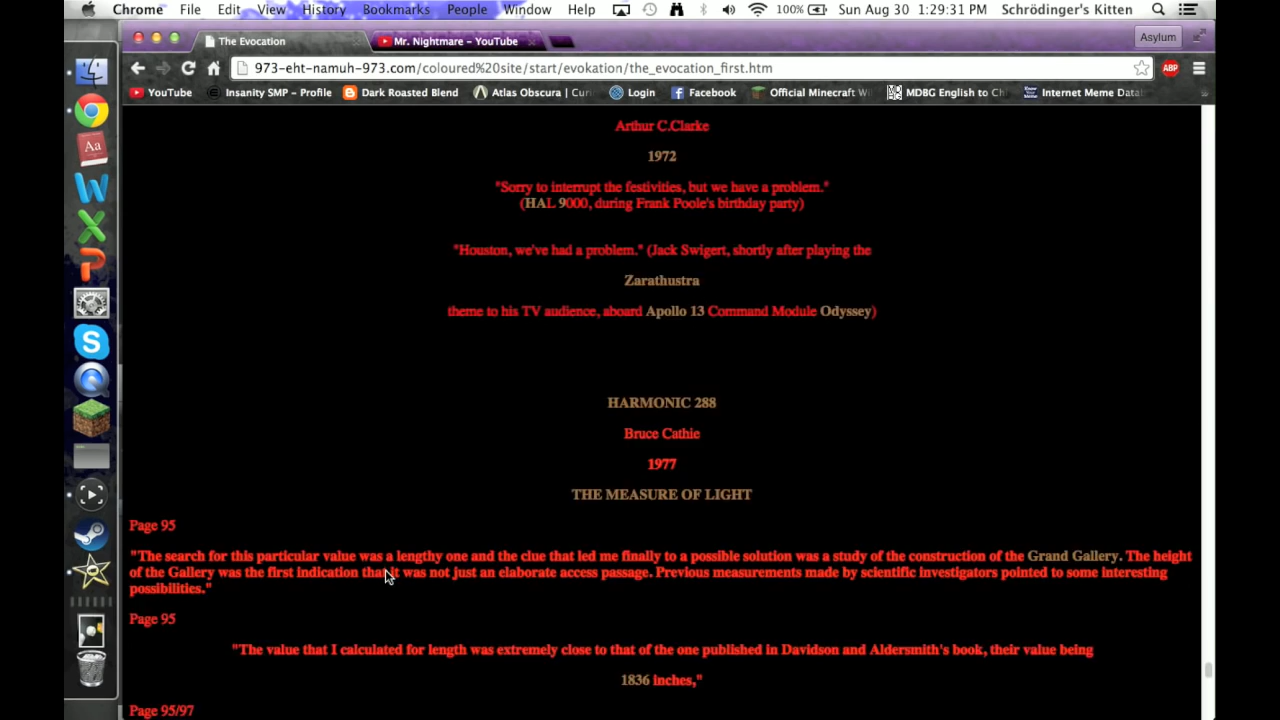 Chrome File Edit View History Bookmarks People Window Help 100% Sun Aug 30 1:29:31 PM Schrödinger's Kitten
The Evocation
Mr. Nightmare – YouTube
Asylum
973-eht-namuh-973.com/coloured%20site/start/evokation/the_evocation_first.htm
ABP
YouTube Insanity SMP – Profile Dark Roasted Blend Atlas Obscura | Cur Login Facebook Official Minecraft W MDBG English to Ch Internet Meme Data
Arthur C.Clarke
1972
"Sorry to interrupt the festivities, but we have a problem."
(HAL 9000, during Frank Poole's birthday party)
"Houston, we've had a problem." (Jack Swigert, shortly after playing the
Zarathustra
theme to his TV audience, aboard Apollo 13 Command Module Odyssey)
HARMONIC 288
Bruce Cathie
1977
THE MEASURE OF LIGHT
Page 95
"The search for this particular value was a lengthy one and the clue that led me finally to a possible solution was a study of the construction of the Grand Gallery. The height
of the Gallery was the first indication that it was not just an elaborate access passage. Previous measurements made by scientific investigators pointed to some interesting
possibilities."
Page 95
"The value that I calculated for length was extremely close to that of the one published in Davidson and Aldersmith's book, their value being
1836 inches,"
Page 95/97